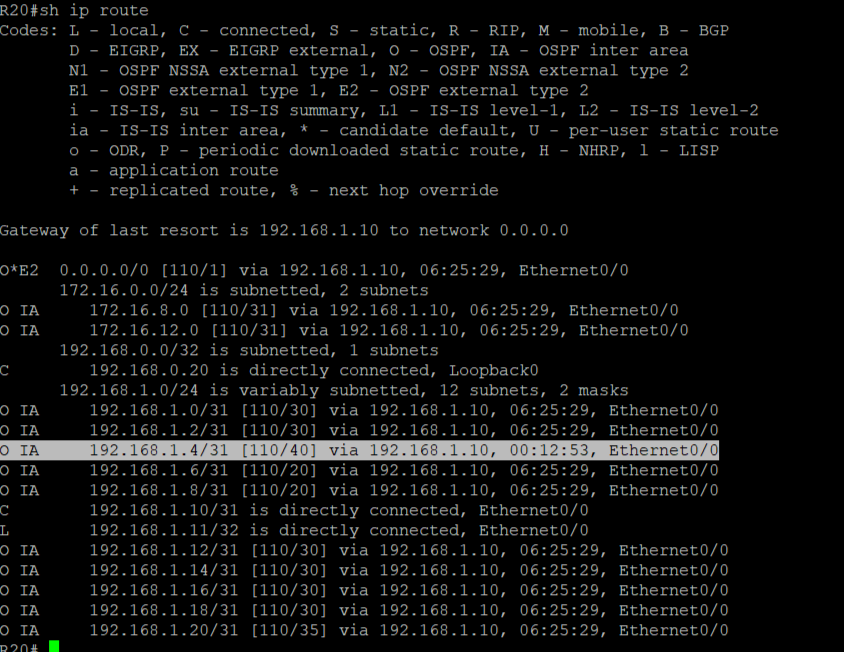 R20#sh ip route
Codes: L - local, C - connected, S - static, R - RIP, M - mobile, B - BGP
       D - EIGRP, EX - EIGRP external, O - OSPF, IA - OSPF inter area
       N1 - OSPF NSSA external type 1, N2 - OSPF NSSA external type 2
       E1 - OSPF external type 1, E2 - OSPF external type 2
       i - IS-IS, su - IS-IS summary, L1 - IS-IS level-1, L2 - IS-IS level-2
       ia - IS-IS inter area, * - candidate default, U - per-user static route
       o - ODR, P - periodic downloaded static route, H - NHRP, l - LISP
       a - application route
       + - replicated route, % - next hop override

Gateway of last resort is 192.168.1.10 to network 0.0.0.0

O*E2  0.0.0.0/0 [110/1] via 192.168.1.10, 06:25:29, Ethernet0/0
      172.16.0.0/24 is subnetted, 2 subnets
O IA     172.16.8.0 [110/31] via 192.168.1.10, 06:25:29, Ethernet0/0
O IA     172.16.12.0 [110/31] via 192.168.1.10, 06:25:29, Ethernet0/0
      192.168.0.0/32 is subnetted, 1 subnets
C        192.168.0.20 is directly connected, Loopback0
      192.168.1.0/24 is variably subnetted, 12 subnets, 2 masks
O IA     192.168.1.0/31 [110/30] via 192.168.1.10, 06:25:29, Ethernet0/0
O IA     192.168.1.2/31 [110/30] via 192.168.1.10, 06:25:29, Ethernet0/0
O IA     192.168.1.4/31 [110/40] via 192.168.1.10, 00:12:53, Ethernet0/0
O IA     192.168.1.6/31 [110/20] via 192.168.1.10, 06:25:29, Ethernet0/0
O IA     192.168.1.8/31 [110/20] via 192.168.1.10, 06:25:29, Ethernet0/0
C        192.168.1.10/31 is directly connected, Ethernet0/0
L        192.168.1.11/32 is directly connected, Ethernet0/0
O IA     192.168.1.12/31 [110/30] via 192.168.1.10, 06:25:29, Ethernet0/0
O IA     192.168.1.14/31 [110/30] via 192.168.1.10, 06:25:29, Ethernet0/0
O IA     192.168.1.16/31 [110/30] via 192.168.1.10, 06:25:29, Ethernet0/0
O IA     192.168.1.18/31 [110/30] via 192.168.1.10, 06:25:29, Ethernet0/0
O IA     192.168.1.20/31 [110/35] via 192.168.1.10, 06:25:29, Ethernet0/0
R20#